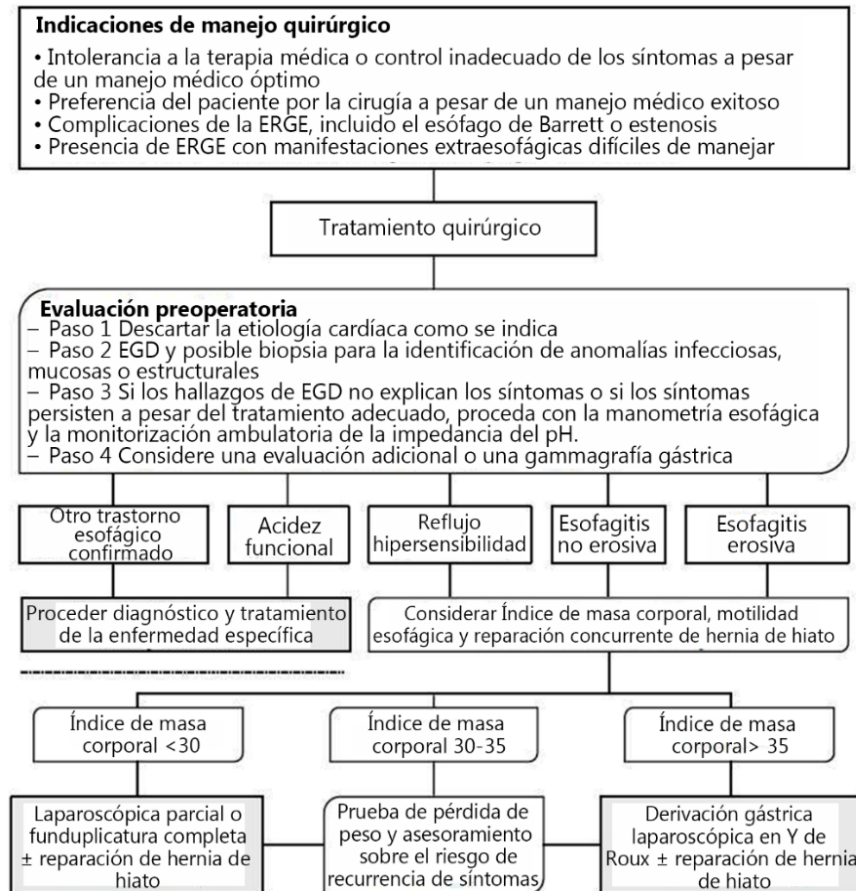 Indicaciones de manejo quirúrgico
• Intolerancia a la terapia médica o control inadecuado de los síntomas a pesar
de un manejo médico óptimo
• Preferencia del paciente por la cirugía a pesar de un manejo médico exitoso
• Complicaciones de la ERGE, incluido el esófago de Barrett o estenosis
• Presencia de ERGE con manifestaciones extraesofágicas difíciles de manejar
Tratamiento quirúrgico
Evaluación preoperatoria
– Paso 1 Descartar la etiología cardíaca como se indica
– Paso 2 EGD y posible biopsia para la identificación de anomalías infecciosas,
mucosas o estructurales
– Paso 3 Si los hallazgos de EGD no explican los síntomas o si los síntomas
persisten a pesar del tratamiento adecuado, proceda con la manometría esofágica
y la monitorización ambulatoria de la impedancia del pH.
– Paso 4 Considere una evaluación adicional o una gammagrafía gástrica
Otro trastorno
esofágico
confirmado
Acidez
funcional
Reflujo
hipersensibilidad
Esofagitis
no erosiva
Esofagitis
erosiva
Proceder diagnóstico y tratamiento
de la enfermedad específica
Considerar Índice de masa corporal, motilidad
esofágica y reparación concurrente de hernia de hiato
Índice de masa
corporal <30
Índice de masa
corporal 30-35
Índice de masa
corporal> 35
Laparoscópica parcial o
funduplicatura completa
± reparación de hernia de
hiato
Prueba de pérdida de
peso y asesoramiento
sobre el riesgo de
recurrencia de síntomas
Derivación gástrica
laparoscópica en Y de
Roux ± reparación de hernia
de hiato